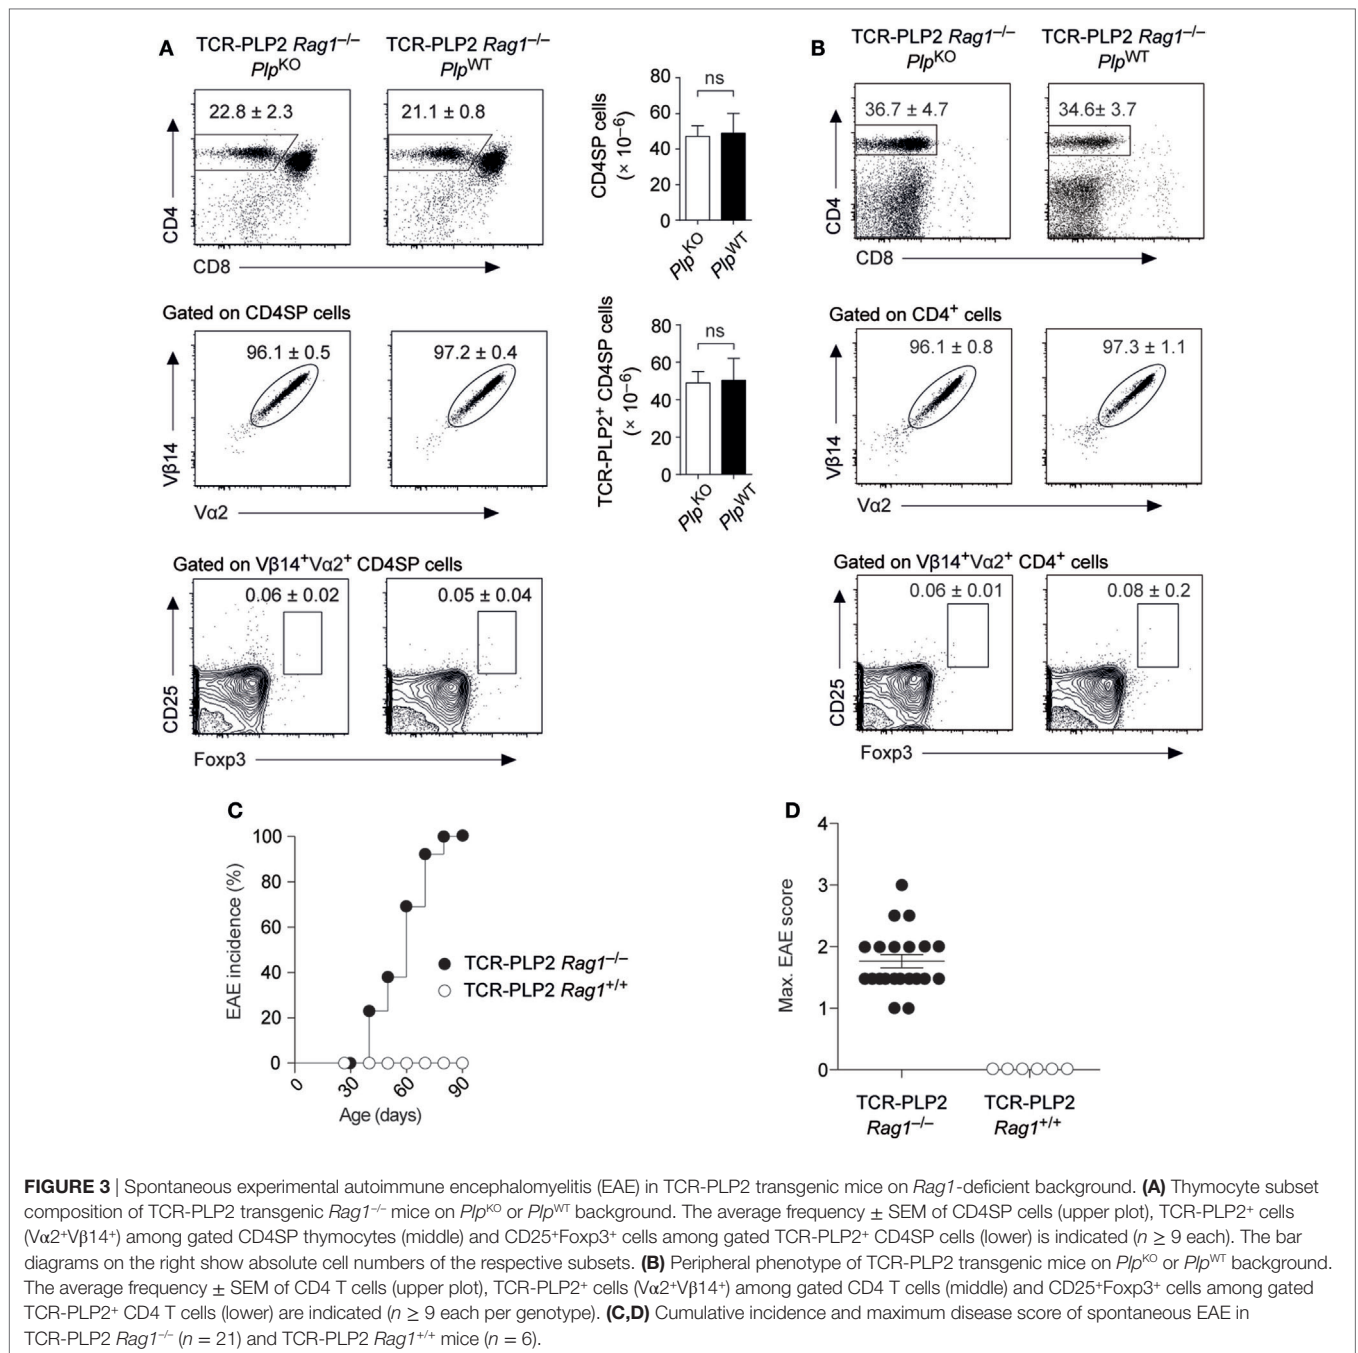 A
TCR-PLP2 Rag1–/–
PlpKO
TCR-PLP2 Rag1–/–
PlpWT
22.8 ± 2.3
21.1 ± 0.8
CD4
CD8
80
60
40
20
0
ns
CD4SP cells
(× 10–6)
PlpKO
PlpWT
Gated on CD4SP cells
96.1 ± 0.5
97.2 ± 0.4
Vβ14
Vα2
80
60
40
20
0
ns
TCR-PLP2+ CD4SP cells
(× 10–6)
PlpKO
PlpWT
Gated on Vβ14+Vα2+ CD4SP cells
0.06 ± 0.02
0.05 ± 0.04
CD25
Foxp3
B
TCR-PLP2 Rag1–/–
PlpKO
TCR-PLP2 Rag1–/–
PlpWT
36.7 ± 4.7
34.6± 3.7
CD4
CD8
Gated on CD4+ cells
96.1 ± 0.8
97.3 ± 1.1
Vβ14
Vα2
Gated on Vβ14+Vα2+ CD4+ cells
0.06 ± 0.01
0.08 ± 0.2
CD25
Foxp3
C
100
80
60
40
20
0
EAE incidence (%)
0
30
60
90
Age (days)
TCR-PLP2 Rag1–/–
TCR-PLP2 Rag1+/+
D
4
3
2
1
0
Max. EAE score
TCR-PLP2
Rag1–/–
TCR-PLP2
Rag1+/+
FIGURE 3 | Spontaneous experimental autoimmune encephalomyelitis (EAE) in TCR-PLP2 transgenic mice on Rag1-deficient background. (A) Thymocyte subset
composition of TCR-PLP2 transgenic Rag1–/– mice on PlpKO or PlpWT background. The average frequency ± SEM of CD4SP cells (upper plot), TCR-PLP2+ cells
(Vα2+Vβ14+) among gated CD4SP thymocytes (middle) and CD25+Foxp3+ cells among gated TCR-PLP2+ CD4SP cells (lower) is indicated (n ≥ 9 each). The bar
diagrams on the right show absolute cell numbers of the respective subsets. (B) Peripheral phenotype of TCR-PLP2 transgenic mice on PlpKO or PlpWT background.
The average frequency ± SEM of CD4 T cells (upper plot), TCR-PLP2+ cells (Vα2+Vβ14+) among gated CD4 T cells (middle) and CD25+Foxp3+ cells among gated
TCR-PLP2+ CD4 T cells (lower) are indicated (n ≥ 9 each per genotype). (C,D) Cumulative incidence and maximum disease score of spontaneous EAE in
TCR-PLP2 Rag1–/– (n = 21) and TCR-PLP2 Rag1+/+ mice (n = 6).